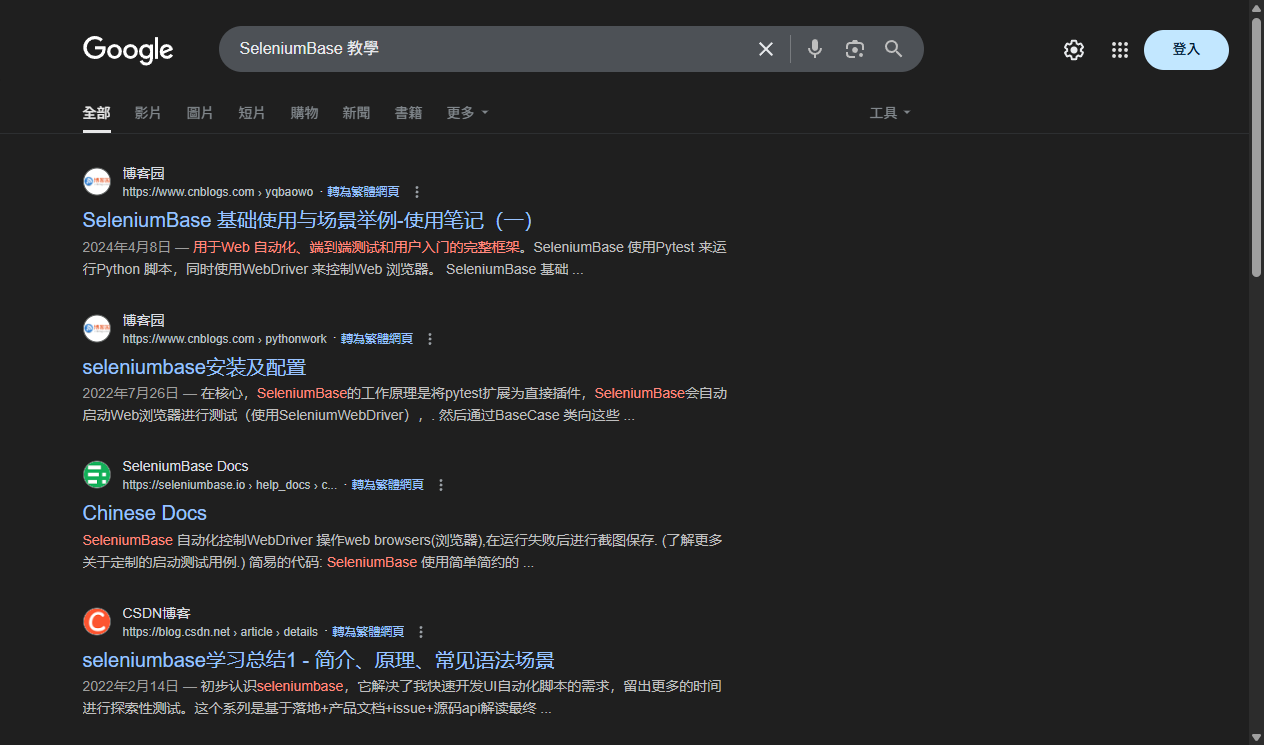 Google
SeleniumBase 教學
登入
全部 影片 圖片 短片 購物 新聞 書籍 更多 工具
博客园
https://www.cnblogs.com › yqbaowo · 轉為繁體網頁
SeleniumBase 基础使用与场景举例-使用笔记（一）
2024年4月8日 — 用于Web 自动化、端到端测试和用户入门的完整框架。SeleniumBase 使用Pytest 来运
行Python 脚本，同时使用WebDriver 来控制Web 浏览器。 SeleniumBase 基础 ...
博客园
https://www.cnblogs.com › pythonwork · 轉為繁體網頁
seleniumbase安装及配置
2022年7月26日 — 在核心，SeleniumBase的工作原理是将pytest扩展为直接插件，SeleniumBase会自动
启动Web浏览器进行测试（使用SeleniumWebDriver），. 然后通过BaseCase 类向这些 ...
SeleniumBase Docs
https://seleniumbase.io › help_docs › c... · 轉為繁體網頁
Chinese Docs
SeleniumBase 自动化控制WebDriver 操作web browsers(浏览器),在运行失败后进行截图保存. (了解更多
关于定制的启动测试用例.) 简易的代码: SeleniumBase 使用简单简约的 ...
CSDN博客
https://blog.csdn.net › article › details · 轉為繁體網頁
seleniumbase学习总结1 - 简介、原理、常见语法场景
2022年2月14日 — 初步认识seleniumbase，它解决了我快速开发UI自动化脚本的需求，留出更多的时间
进行探索性测试。这个系列是基于落地+产品文档+issue+源码api解读最终 ...